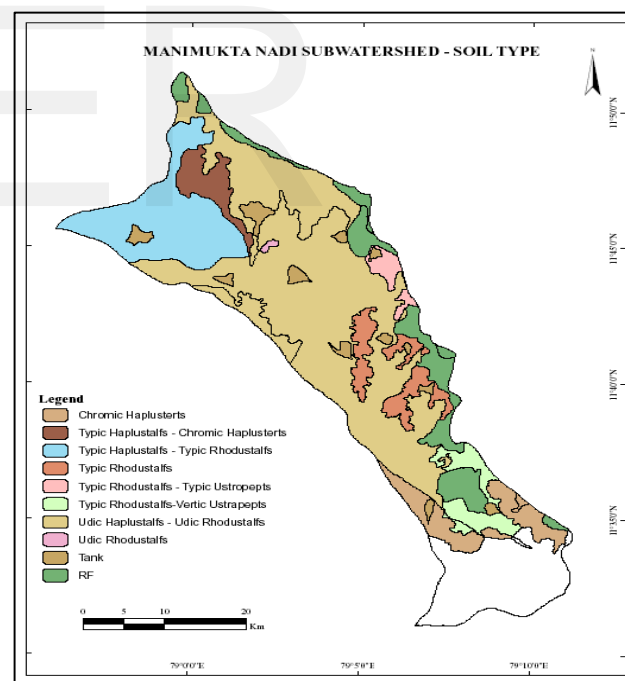 ER
MANIMUKTA NADI SUBWATERSHED - SOIL TYPE
N
11°50'0"N
11°45'0"N
11°40'0"N
11°35'0"N
Legend
Chromic Haplusterts
Typic Haplustalfs - Chromic Haplusterts
Typic Haplustalfs - Typic Rhodustalfs
Typic Rhodustalfs
Typic Rhodustalfs - Typic Ustropepts
Typic Rhodustalfs-Vertic Ustrapepts
Udic Haplustalfs - Udic Rhodustalfs
Udic Rhodustalfs
Tank
RF
0 5 10 20
Km
79°0'0"E 79°5'0"E 79°10'0"E